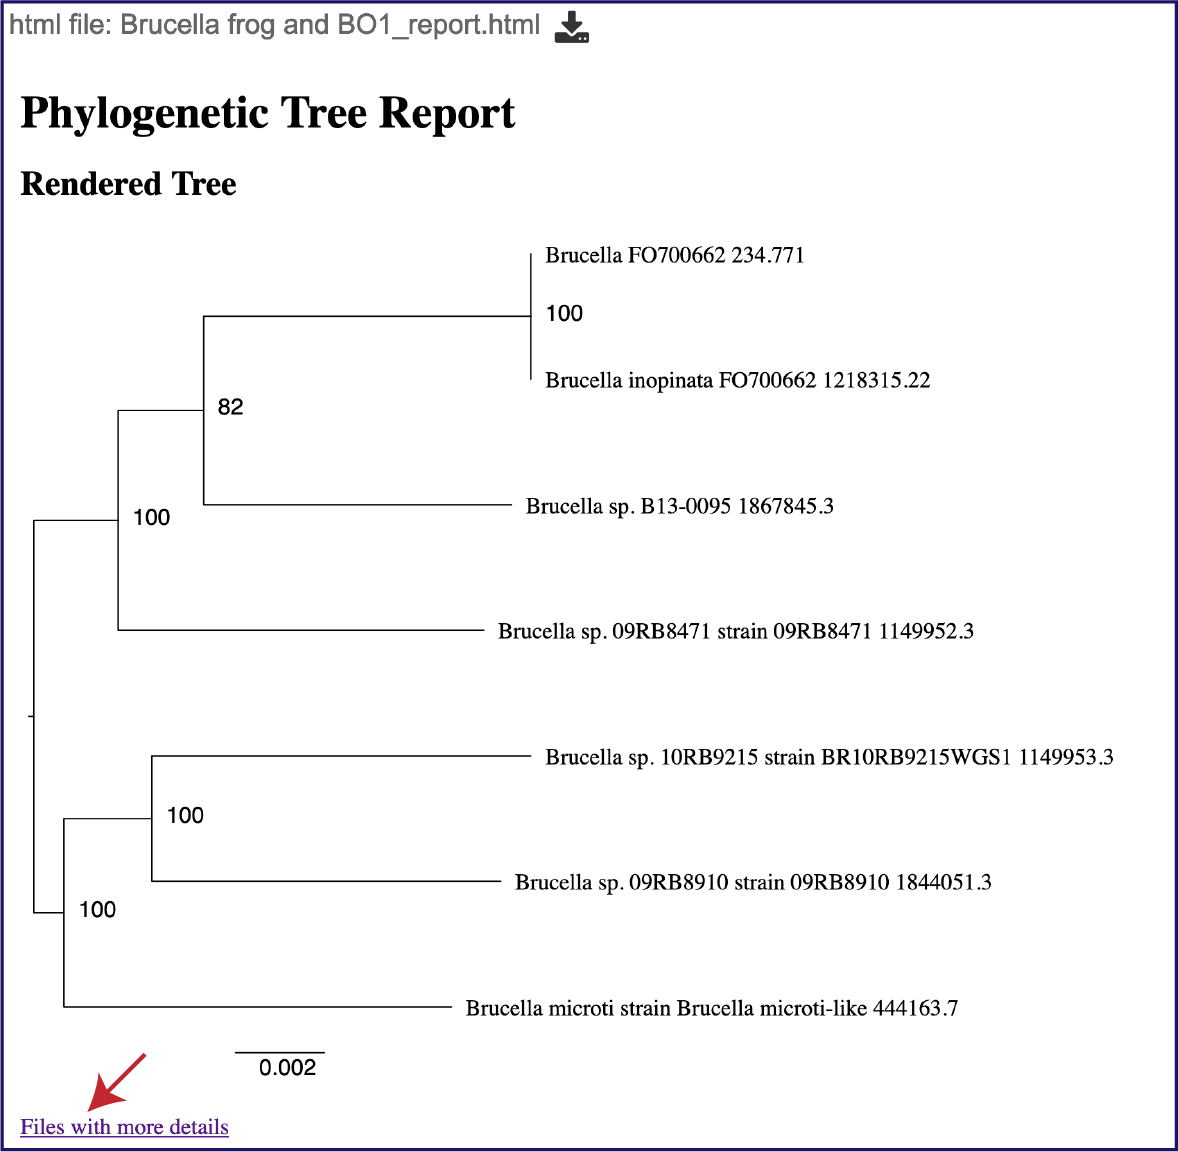 html file: Brucella frog and BO1_report.html
Phylogenetic Tree Report
Rendered Tree
Brucella FO700662 234.771
100
Brucella inopinata FO700662 1218315.22
82
Brucella sp. B13-0095 1867845.3
100
Brucella sp. 09RB8471 strain 09RB8471 1149952.3
Brucella sp. 10RB9215 strain BR10RB9215WGS1 1149953.3
100
Brucella sp. 09RB8910 strain 09RB8910 1844051.3
100
Brucella microti strain Brucella microti-like 444163.7
0.002
Files with more details